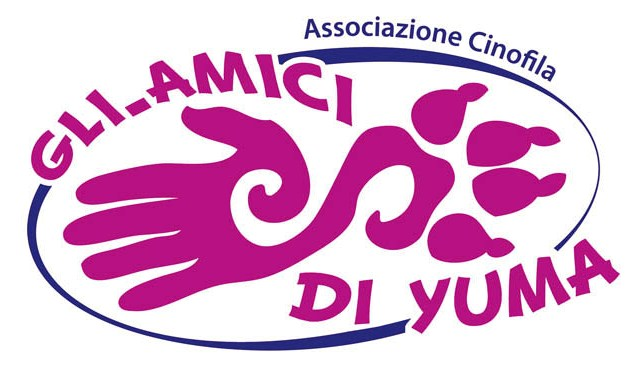 Associazione Cinofila
GLI-AMICI
DI YUMA